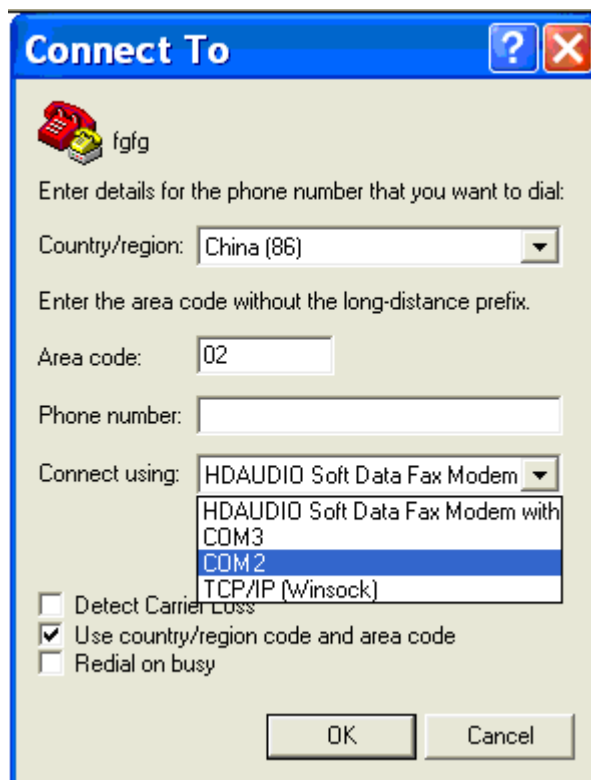 Connect To
fgfg
Enter details for the phone number that you want to dial:
Country/region: China (86)
Enter the area code without the long-distance prefix.
Area code: 02
Phone number:
Connect using: HDAUDIO Soft Data Fax Modem
HDAUDIO Soft Data Fax Modem with
COM3
COM2
TCP/IP (Winsock)
Detect Carrier Loss
Use country/region code and area code
Redial on busy
OK Cancel